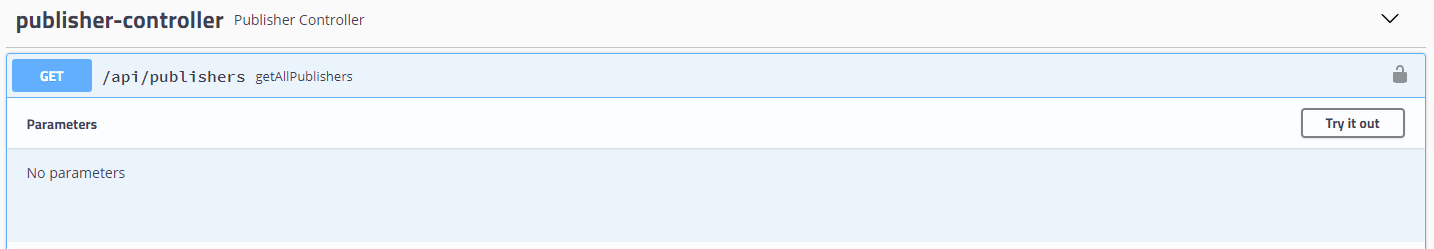 publisher-controller Publisher Controller
GET /api/publishers getAllPublishers
Parameters Try it out
No parameters